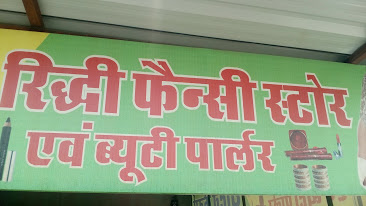 रिद्धी फैन्सी स्टोर
एवं ब्युटी पार्लर